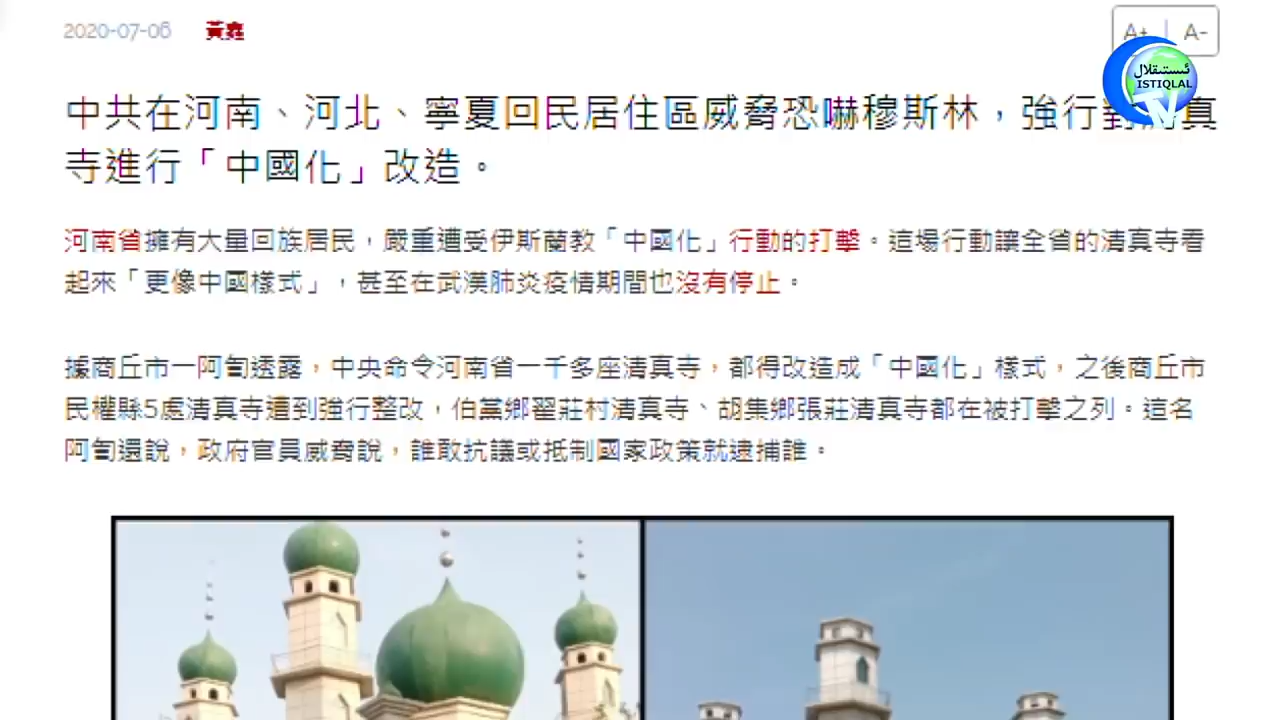 2020-07-06 黃鑫
A+ | A-
ئىستىقلال
ISTIQLAL
TV
中共在河南、河北、寧夏回民居住區威脅恐嚇穆斯林，強行對清真
寺進行「中國化」改造。
河南省擁有大量回族居民，嚴重遭受伊斯蘭教「中國化」行動的打擊。這場行動讓全省的清真寺看
起來「更像中國樣式」，甚至在武漢肺炎疫情期間也沒有停止。
據商丘市一阿訇透露，中央命令河南省一千多座清真寺，都得改造成「中國化」樣式，之後商丘市
民權縣5處清真寺遭到強行整改，伯黨鄉翟莊村清真寺、胡集鄉張莊清真寺都在被打擊之列。這名
阿訇還說，政府官員威脅說，誰敢抗議或抵制國家政策就逮捕誰。